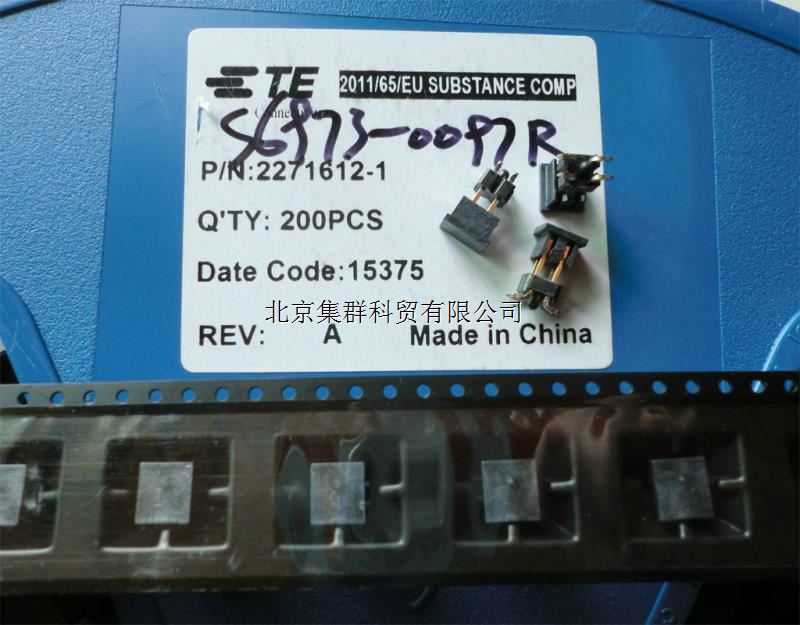 TE
2011/65/EU SUBSTANCE COMP
S6973-0097R
P/N:2271612-1
Q'TY: 200PCS
Date Code:15375
北京集群科贸有限公司
REV: A Made in China